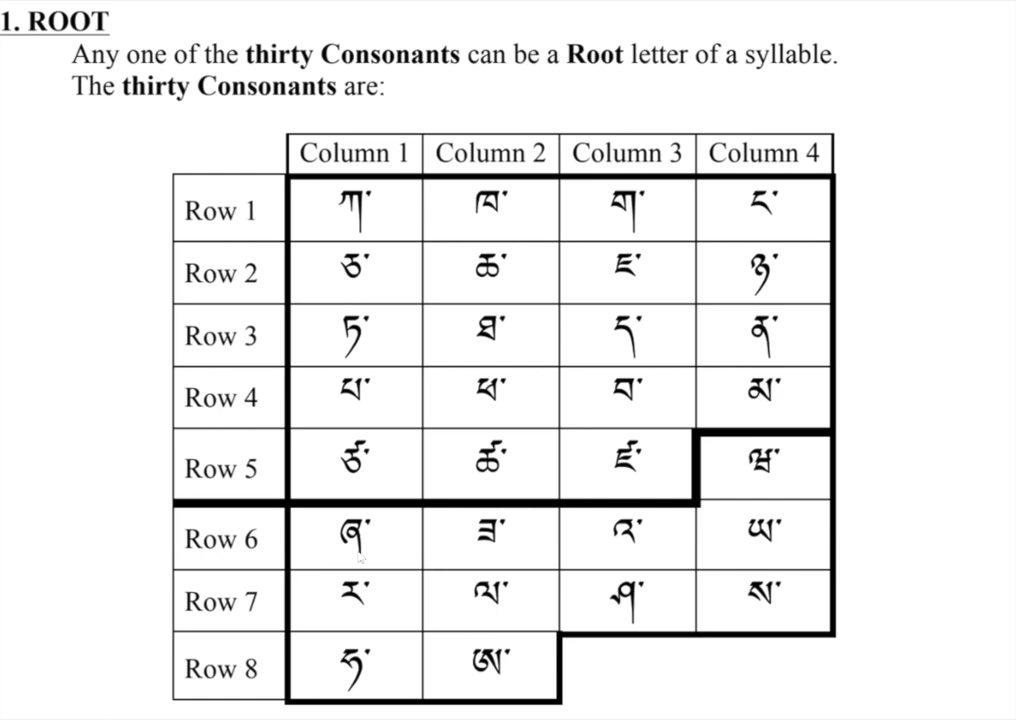 1. ROOT
Any one of the thirty Consonants can be a Root letter of a syllable.
The thirty Consonants are:
Column 1 Column 2 Column 3 Column 4
Row 1 ཀ་ ཁ་ ག་ ང་
Row 2 ཅ་ ཆ་ ཇ་ ཉ་
Row 3 ཏ་ ཐ་ ད་ ན་
Row 4 པ་ ཕ་ བ་ མ་
Row 5 ཙ་ ཚ་ ཛ་ ཝ་
Row 6 ཞ་ ཟ་ འ་ ཡ་
Row 7 ར་ ལ་ ཤ་ ས་
Row 8 ཧ་ ཨ་